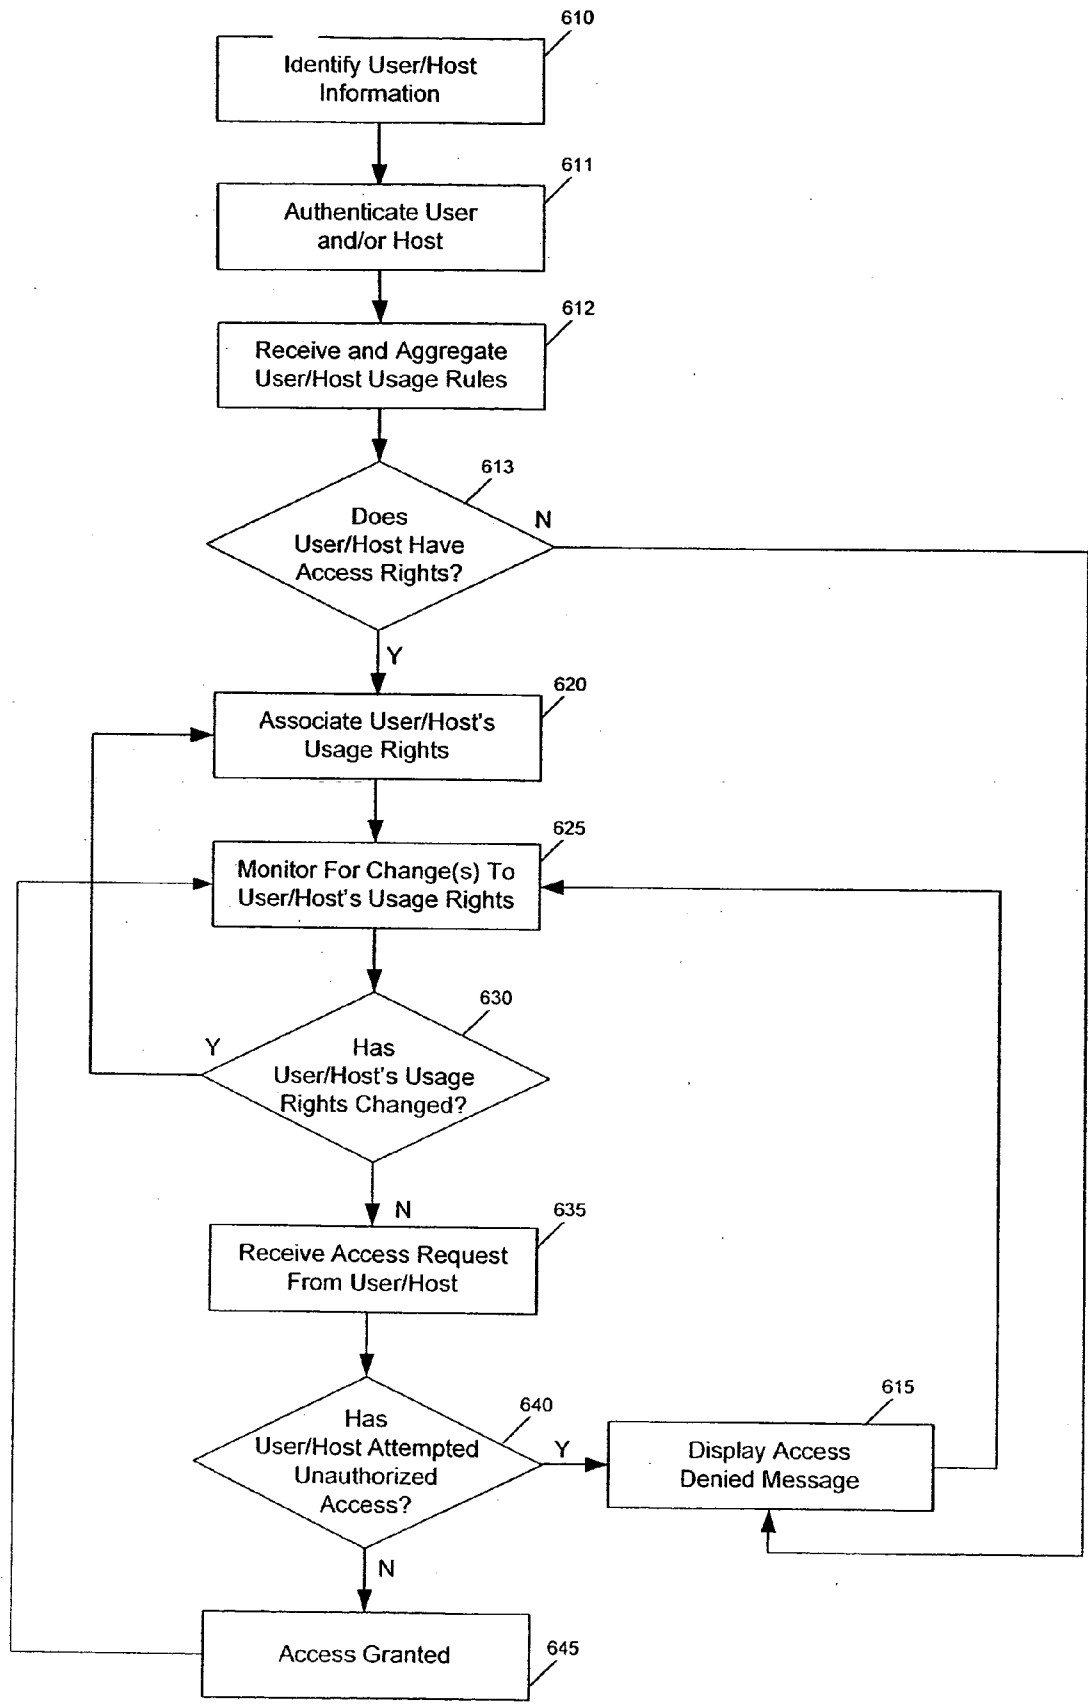 610
Identify User/Host
Information
611
Authenticate User
and/or Host
612
Receive and Aggregate
User/Host Usage Rules
613
Does
User/Host Have
Access Rights?
N
Y
620
Associate User/Host's
Usage Rights
625
Monitor For Change(s) To
User/Host's Usage Rights
630
Has
User/Host's Usage
Rights Changed?
Y
N
635
Receive Access Request
From User/Host
640
Has
User/Host Attempted
Unauthorized
Access?
Y
615
Display Access
Denied Message
N
Access Granted
645